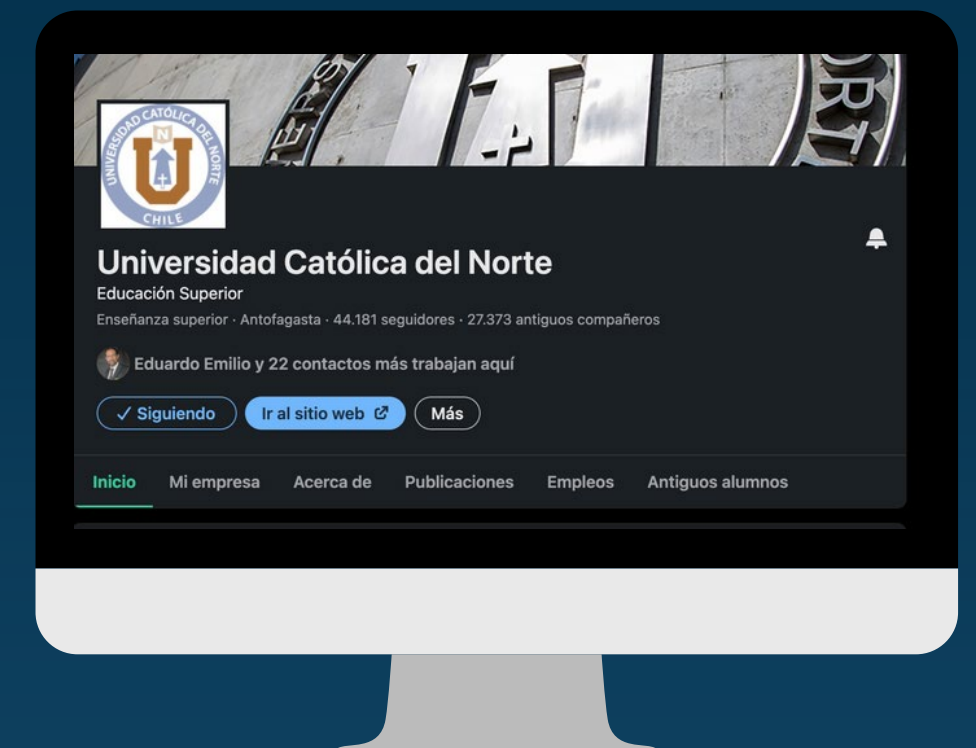 ERS
ORT
UNIVERSIDAD CATÓLICA DEL NORTE
N
U
CHILE
Universidad Católica del Norte
Educación Superior
Enseñanza superior · Antofagasta · 44.181 seguidores · 27.373 antiguos compañeros
Eduardo Emilio y 22 contactos más trabajan aquí
✓ Siguiendo Ir al sitio web Más
Inicio Mi empresa Acerca de Publicaciones Empleos Antiguos alumnos